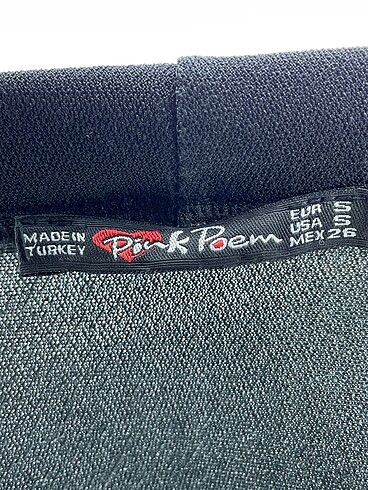 MADE IN
TURKEY
Pink Poem
EUR S
USA S
MEX 26